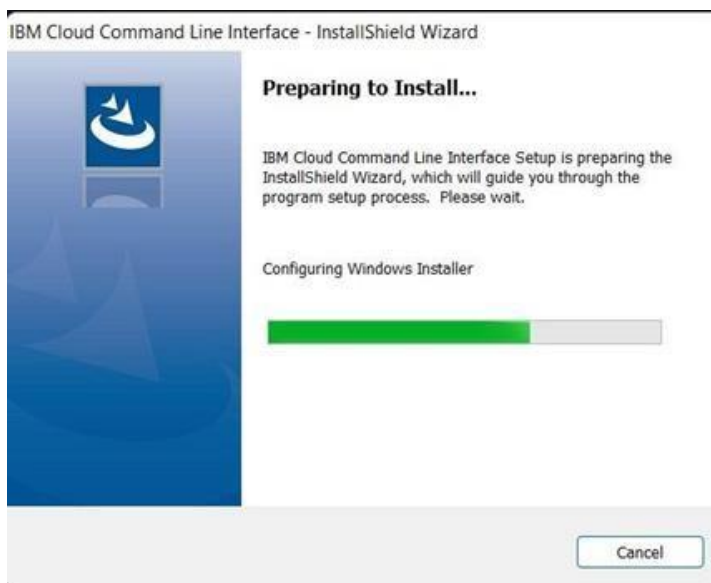 IBM Cloud Command Line Interface - InstallShield Wizard
Preparing to Install...
IBM Cloud Command Line Interface Setup is preparing the
InstallShield Wizard, which will guide you through the
program setup process.  Please wait.
Configuring Windows Installer
Cancel